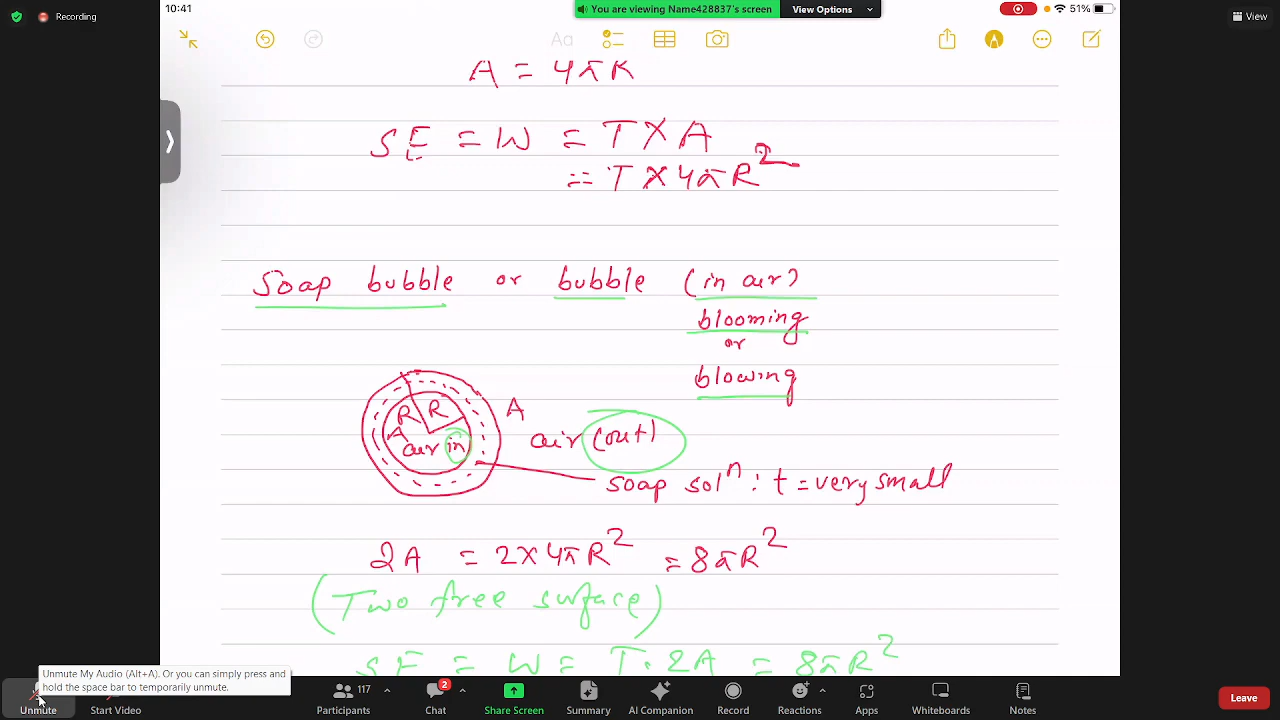 10:41
You are viewing Name428837's screen
View Options
51%
Recording
View
Aa
A = 4πR
SE = W = T × A
= T × 4πR²
Soap bubble or bubble (in air)
blooming
or
blowing
R R
A
A
air in
air (out)
soap solⁿ : t = very small
2A = 2×4πR² = 8πR²
(Two free surface)
SE = W = T. 2A = 8πR²
Unmute My Audio (Alt+A). Or you can simply press and
hold the space bar to temporarily unmute.
117
2
Unmute
Start Video
Participants
Chat
Share Screen
Summary
AI Companion
Record
Reactions
Apps
Whiteboards
Notes
Leave